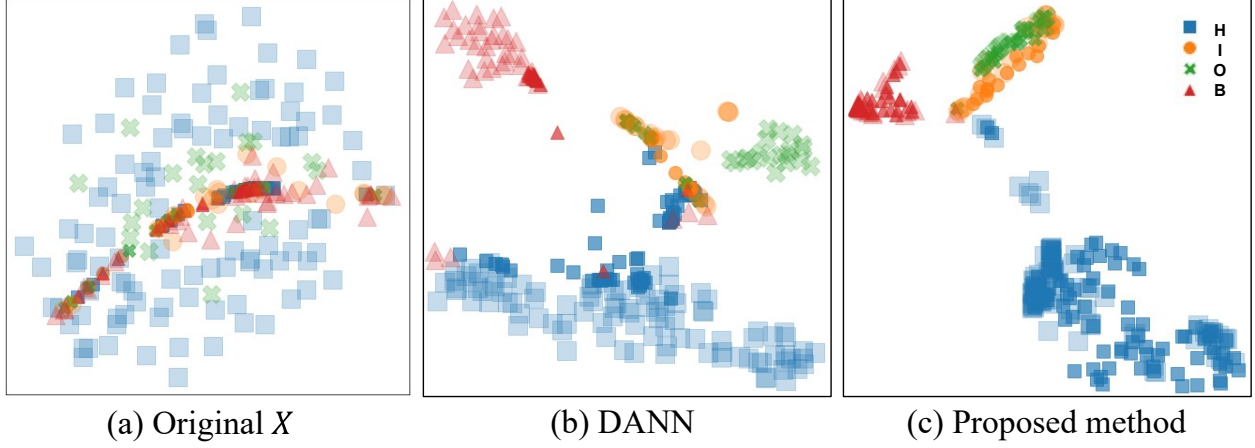 H
I
O
B
(a) Original X
(b) DANN
(c) Proposed method